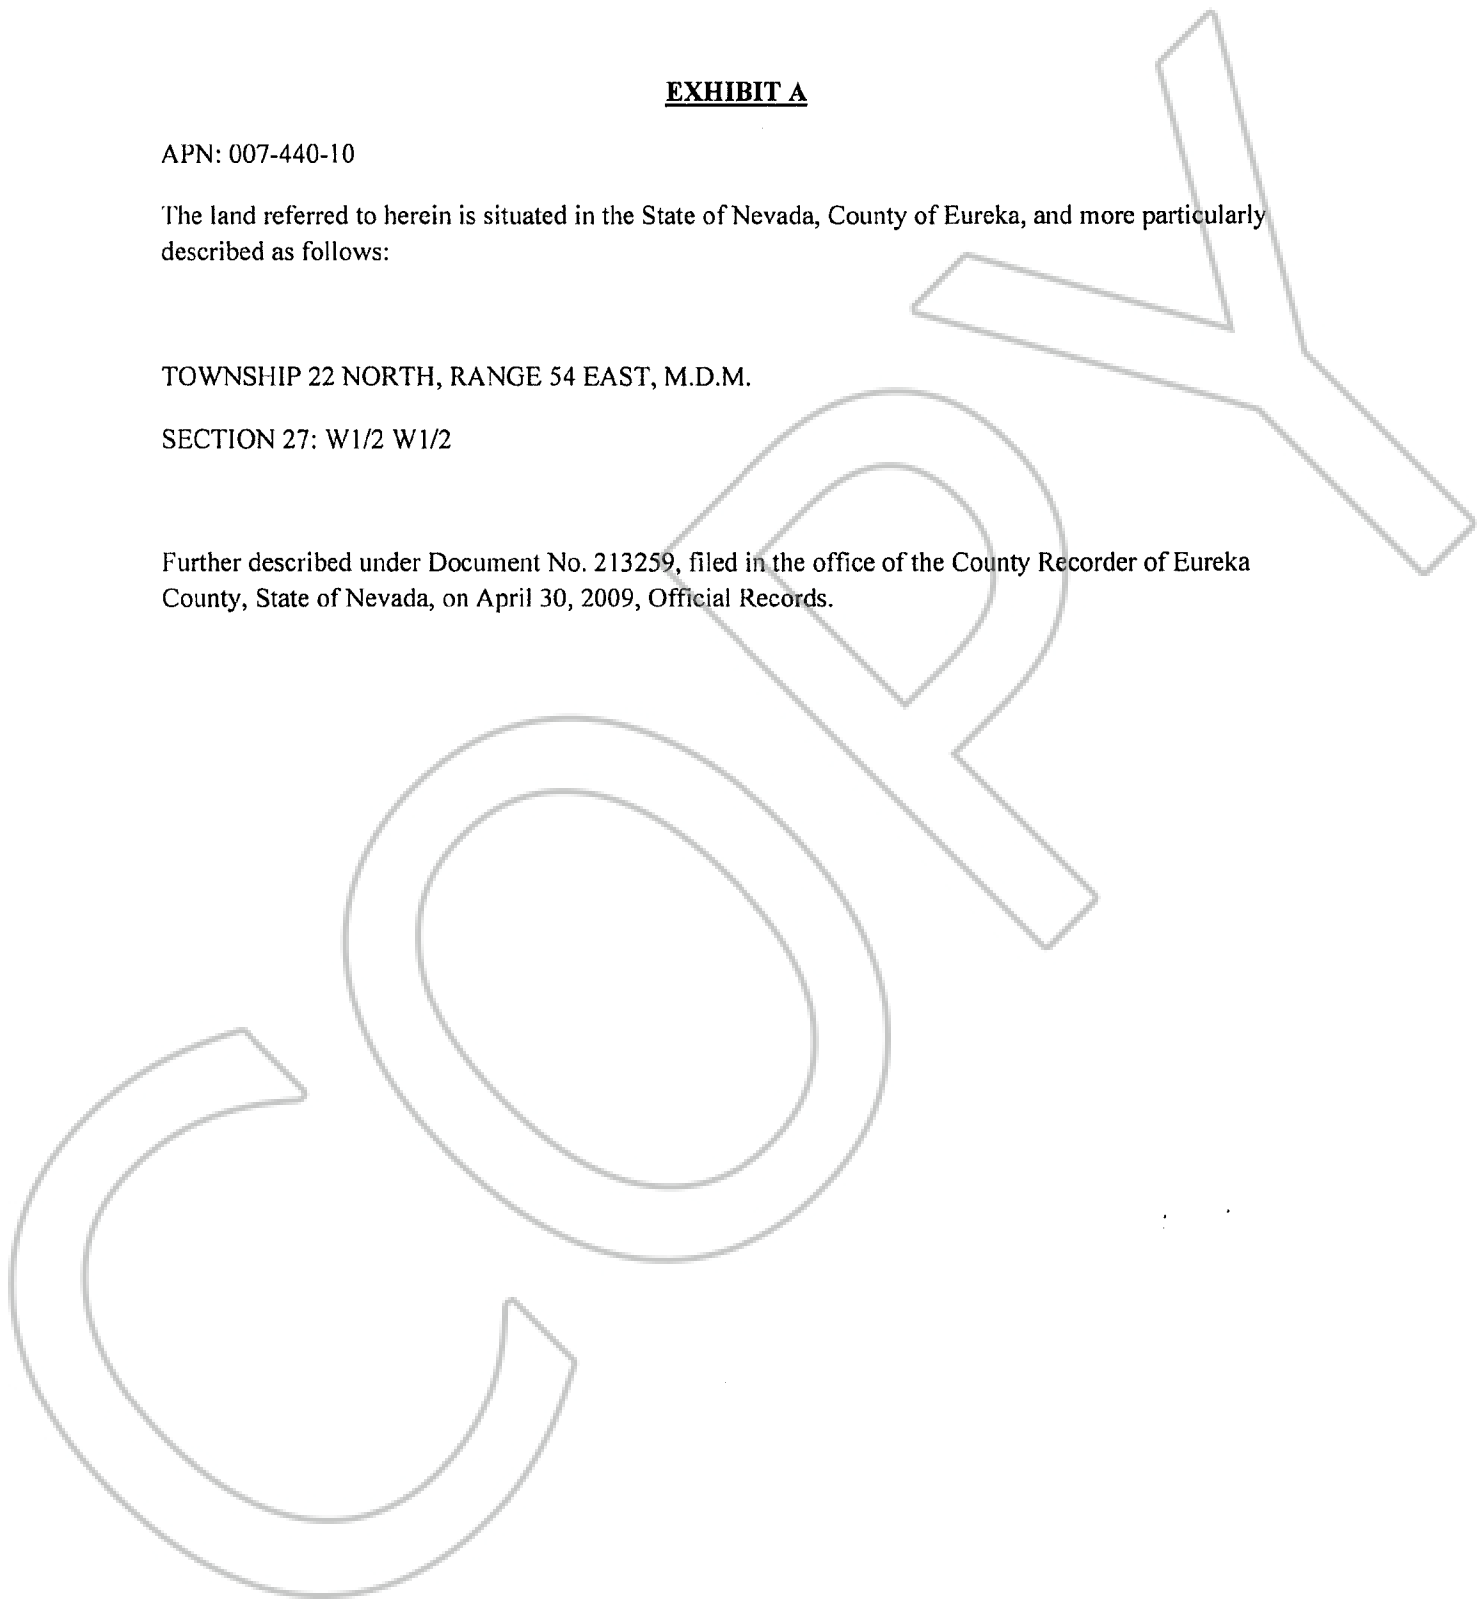 EXHIBIT A
APN: 007-440-10
The land referred to herein is situated in the State of Nevada, County of Eureka, and more particularly
described as follows:
TOWNSHIP 22 NORTH, RANGE 54 EAST, M.D.M.
SECTION 27: W1/2 W1/2
Further described under Document No. 213259, filed in the office of the County Recorder of Eureka
County, State of Nevada, on April 30, 2009, Official Records.
COPY